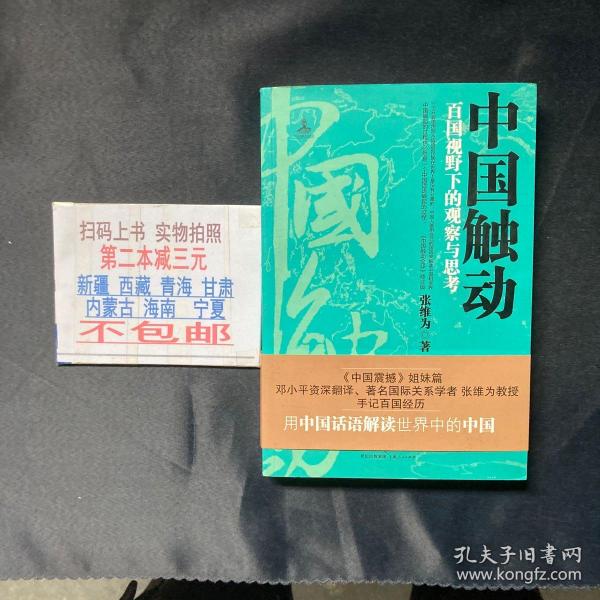 扫码上书 实物拍照
第二本减三元
新疆 西藏 青海 甘肃
内蒙古 海南 宁夏
不包邮
中国触动
百国视野下的观察与思考
张维为 著
中國觸動
《中国震撼》姐妹篇
邓小平资深翻译、著名国际关系学者 张维为教授
手记百国经历
用中国话语解读世界中的中国
孔夫子旧书网
www.kongfz.com